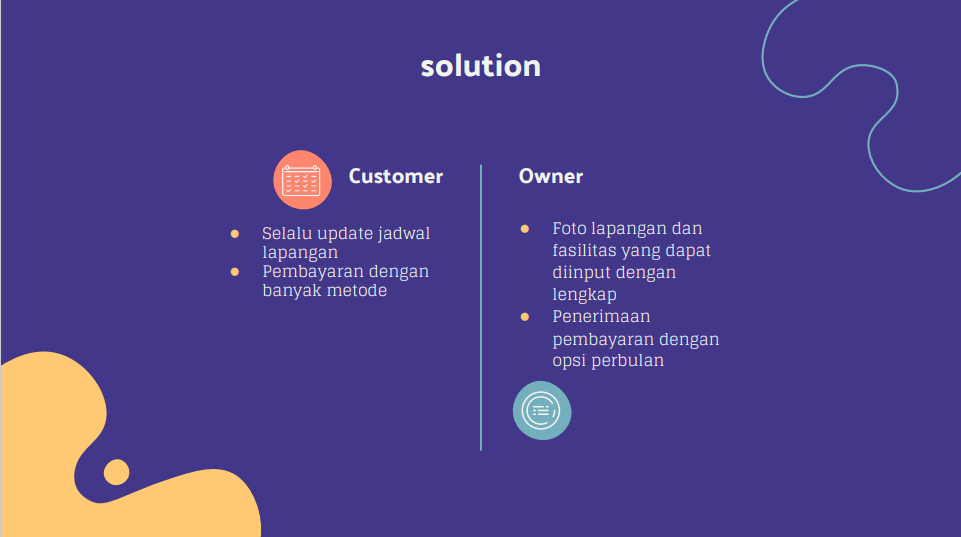 solution
Customer
● Selalu update jadwal
lapangan
● Pembayaran dengan
banyak metode
Owner
● Foto lapangan dan
fasilitas yang dapat
diinput dengan
lengkap
● Penerimaan
pembayaran dengan
opsi perbulan